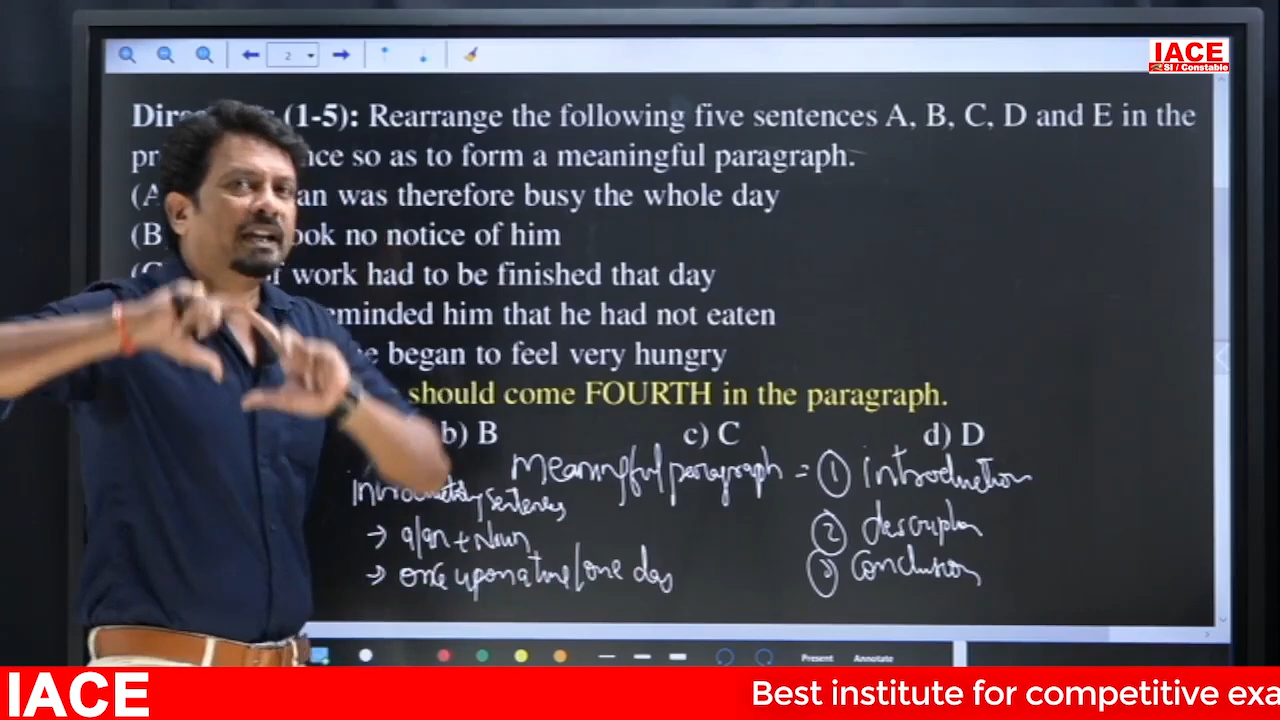 IACE
SI / Constable
2
(1-5): Rearrange the following five sentences A, B, C, D and E in the
so as to form a meaningful paragraph.
(A an was therefore busy the whole day
(B ook no notice of him
(C of work had to be finished that day
eminded him that he had not eaten
e began to feel very hungry
should come FOURTH in the paragraph.
b) B c) C d) D
Meaningful paragraph = 1 introduction
Introductory sentences
→ a/an + Noun 2 description
→ once upon a time / one day 3 Conclusion
Present Annotate
IACE Best institute for competitive exa